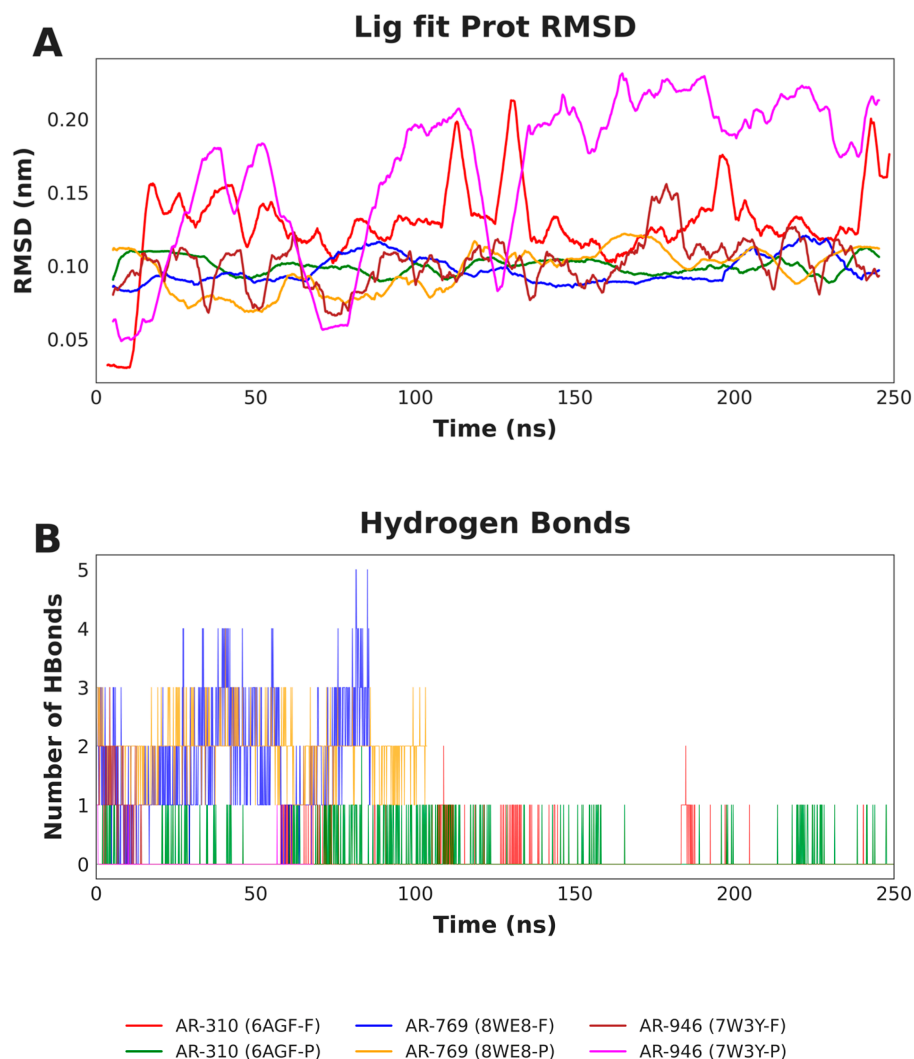 A
Lig fit Prot RMSD
RMSD (nm)
0.20
0.15
0.10
0.05
0 50 100 150 200 250
Time (ns)
B
Hydrogen Bonds
Number of HBonds
5
4
3
2
1
0
0 50 100 150 200 250
Time (ns)
AR-310 (6AGF-F) AR-769 (8WE8-F) AR-946 (7W3Y-F)
AR-310 (6AGF-P) AR-769 (8WE8-P) AR-946 (7W3Y-P)